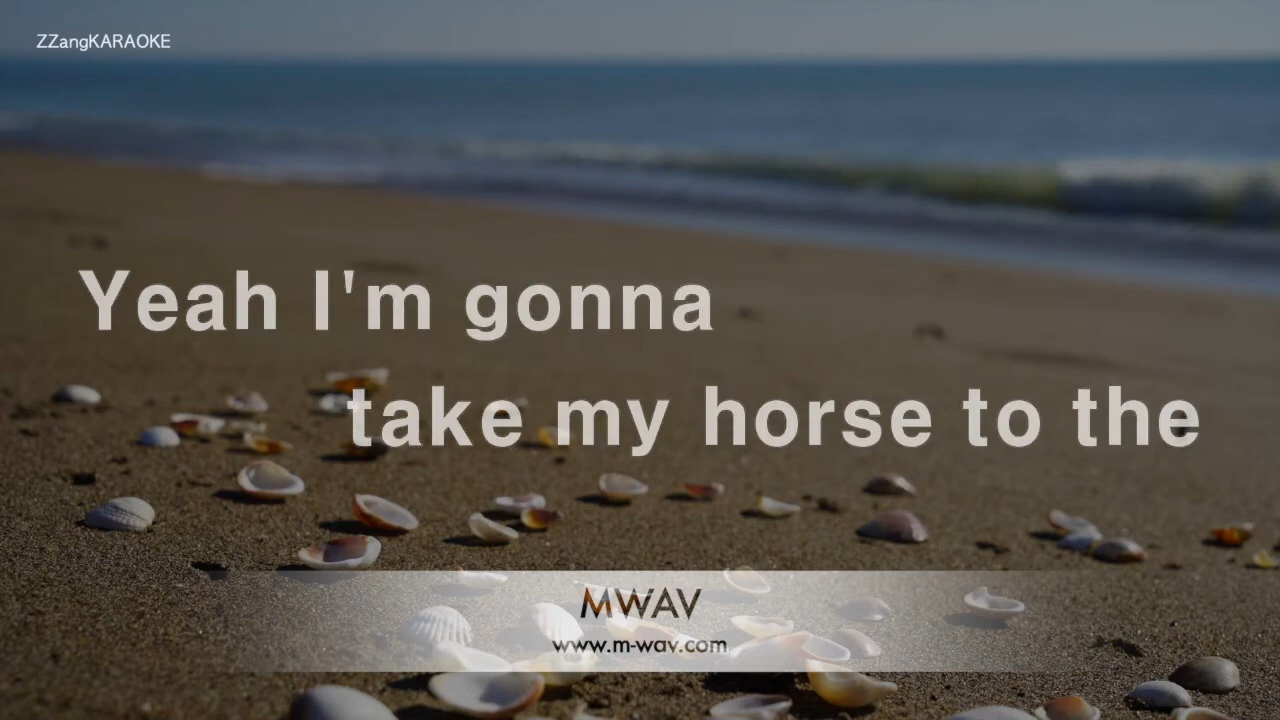 ZZangKARAOKE
Yeah I'm gonna
take my horse to the
MWAV
www.m-wav.com